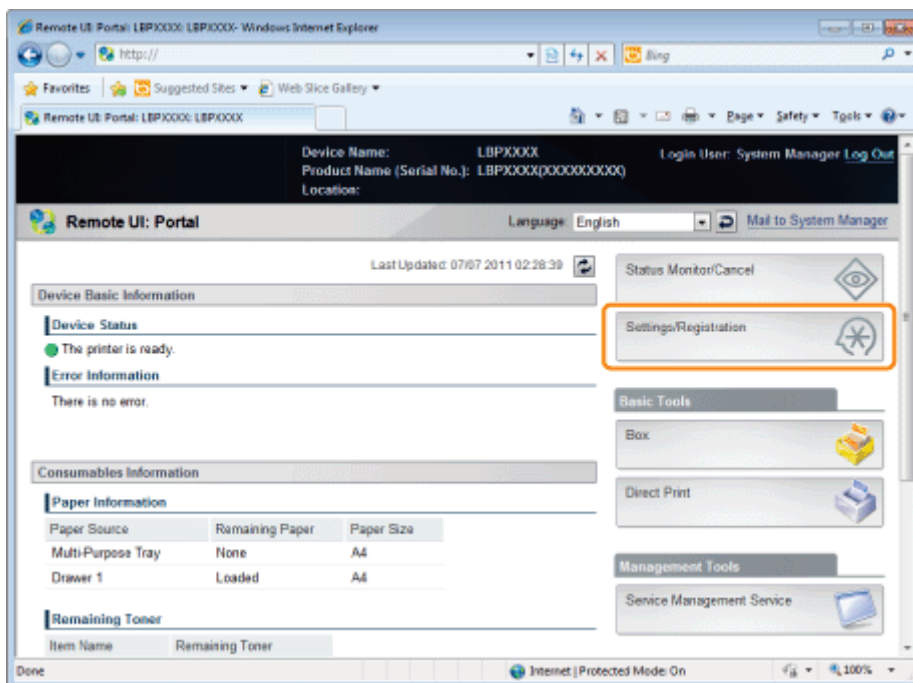 Remote UI: Portal: LBPXXXX: LBPXXXX- Windows Internet Explorer
http://
Bing
Favorites Suggested Sites Web Slice Gallery
Remote UI: Portal: LBPXXXX: LBPXXXX
Page Safety Tools
Device Name: LBPXXXX
Login User: System Manager Log Out
Product Name (Serial No.): LBPXXXX(XXXXXXXXX)
Location:
Remote UI: Portal
Language: English
Mail to System Manager
Last Updated: 07/07 2011 02:28:39
Device Basic Information
Device Status
The printer is ready.
Error Information
There is no error.
Consumables Information
Paper Information
Paper Source Remaining Paper Paper Size
Multi-Purpose Tray None A4
Drawer 1 Loaded A4
Remaining Toner
Item Name Remaining Toner
Status Monitor/Cancel
Settings/Registration
Basic Tools
Box
Direct Print
Management Tools
Service Management Service
Done
Internet | Protected Mode: On
100%